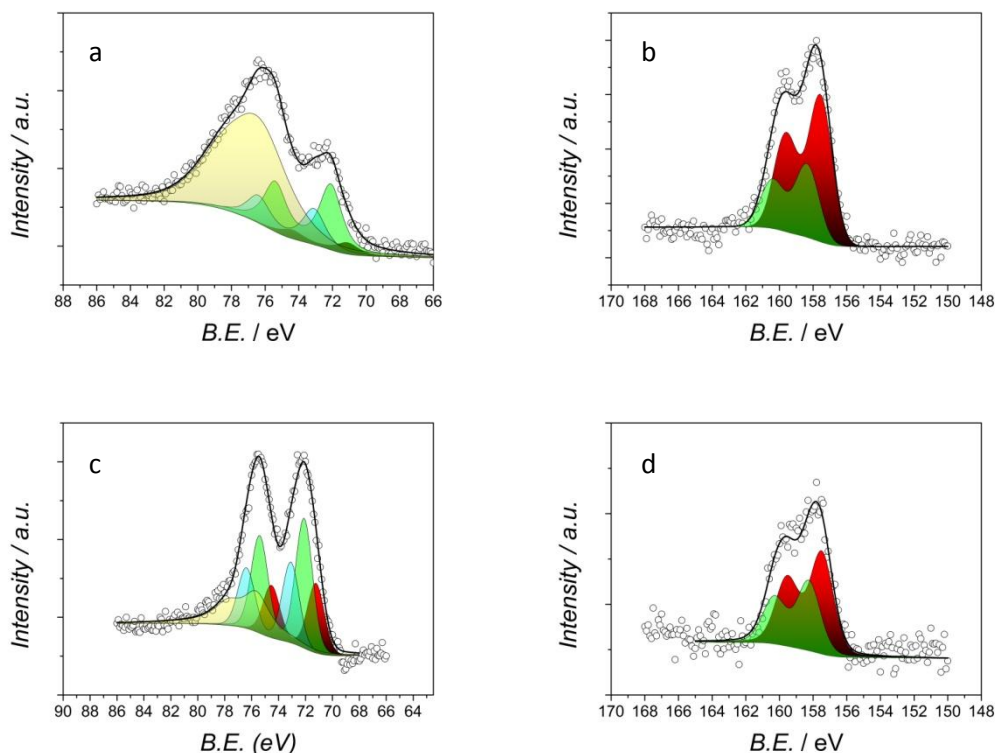 a
Intensity / a.u.
88 86 84 82 80 78 76 74 72 70 68 66
B.E. / eV
b
Intensity / a.u.
170 168 166 164 162 160 158 156 154 152 150 148
B.E. / eV
c
Intensity / a.u.
90 88 86 84 82 80 78 76 74 72 70 68 66 64
B.E. (eV)
d
Intensity / a.u.
170 168 166 164 162 160 158 156 154 152 150 148
B.E. / eV